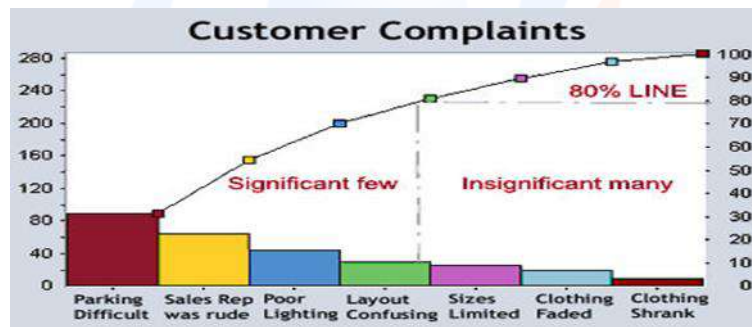 Customer Complaints
280
240
200
160
120
80
40
0
100
90
80
70
60
50
40
30
20
10
0
80% LINE
Significant few
Insignificant many
Parking
Difficult
Sales Rep
was rude
Poor
Lighting
Layout
Confusing
Sizes
Limited
Clothing
Faded
Clothing
Shrank